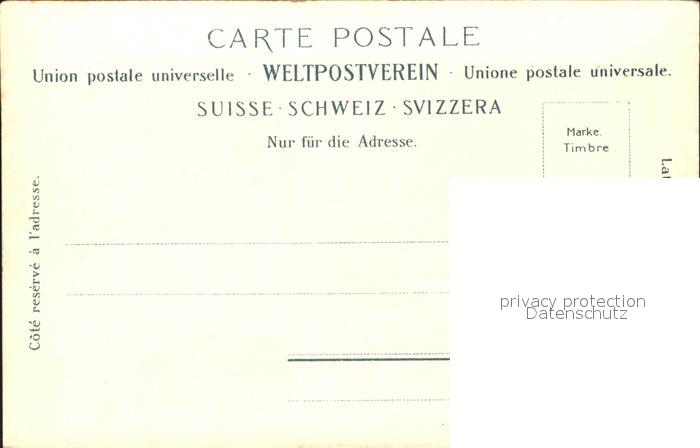 CARTE POSTALE
Union postale universelle · WELTPOSTVEREIN · Unione postale universale.
SUISSE · SCHWEIZ · SVIZZERA
Nur für die Adresse.
Marke.
Timbre
Côté resérvé à l'adresse.
privacy protection
Datenschutz